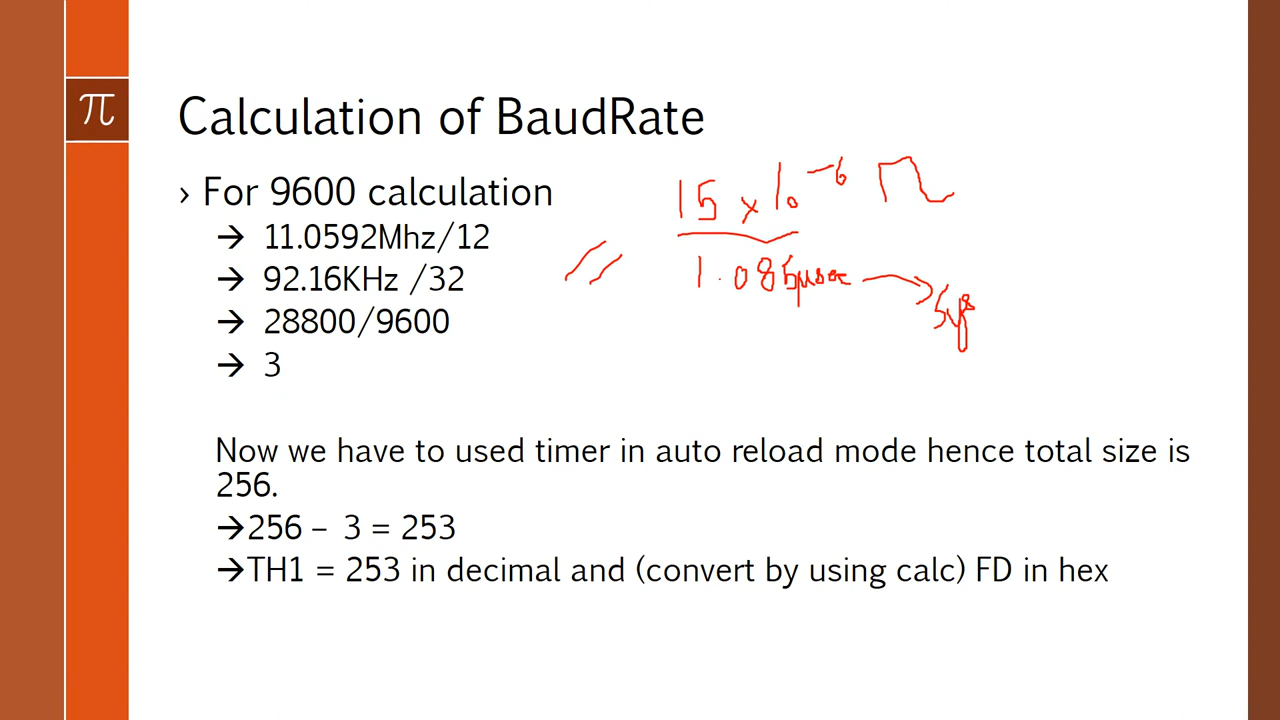 π
Calculation of BaudRate
› For 9600 calculation
→ 11.0592Mhz/12
→ 92.16KHz /32
→ 28800/9600
→ 3
Now we have to used timer in auto reload mode hence total size is
256.
→256 – 3 = 253
→TH1 = 253 in decimal and (convert by using calc) FD in hex
15 x 10⁻⁶
1.085μsec